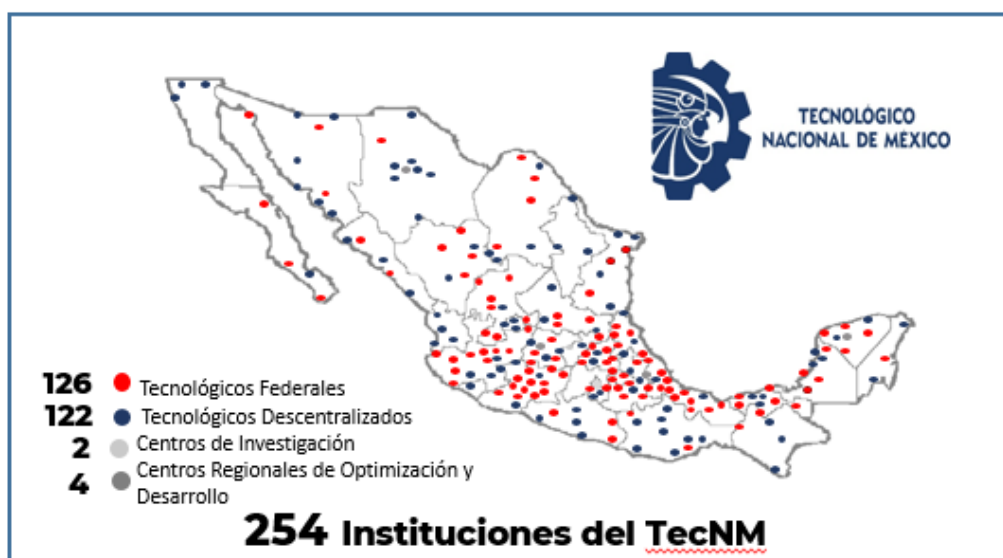 TECNOLÓGICO
NACIONAL DE MÉXICO
126 Tecnológicos Federales
122 Tecnológicos Descentralizados
2 Centros de Investigación
4 Centros Regionales de Optimización y
Desarrollo
254 Instituciones del TecNM